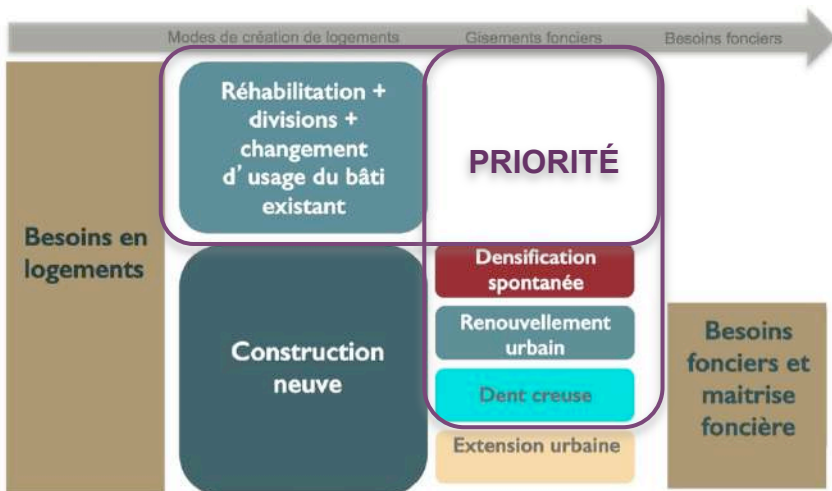 Modes de création de logements
Gisements fonciers
Besoins fonciers
Besoins en
logements
Réhabilitation +
divisions +
changement
d' usage du bâti
existant
PRIORITÉ
Construction
neuve
Densification
spontanée
Renouvellement
urbain
Dent creuse
Extension urbaine
Besoins
fonciers et
maitrise
foncière